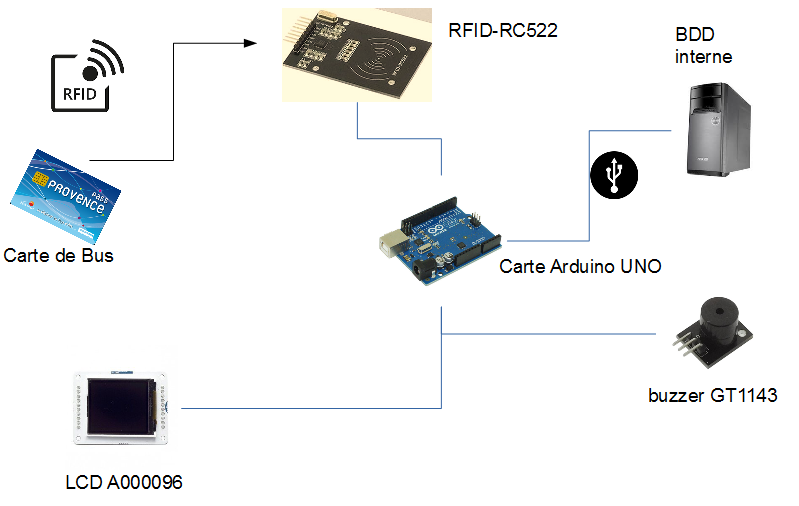 RFID-RC522
BDD
interne
RFID
pass
PROVENCE
Carte de Bus
Carte Arduino UNO
buzzer GT1143
LCD A000096